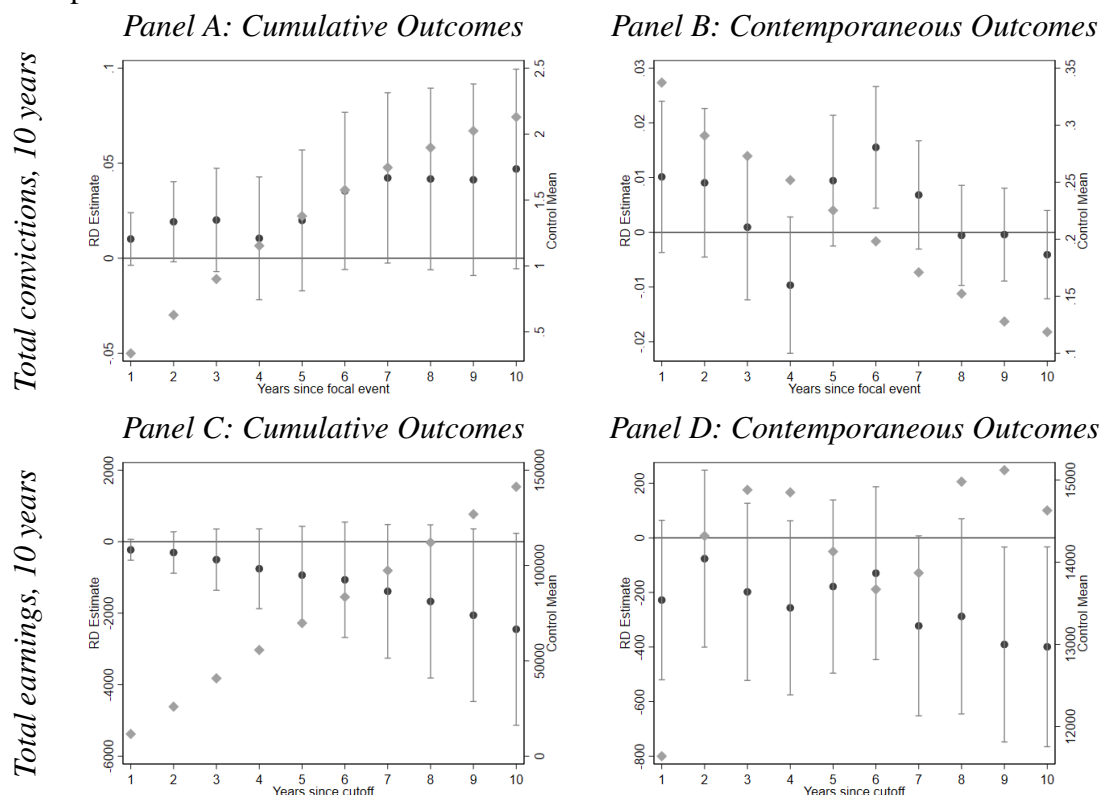 Panel A: Cumulative Outcomes
Panel B: Contemporaneous Outcomes
Total convictions, 10 years
RD Estimate
.1
.05
0
-.05
Control Mean
2.5
2
1.5
1
.5
1 2 3 4 5 6 7 8 9 10
Years since focal event
RD Estimate
.03
.02
.01
0
-.01
-.02
Control Mean
.35
.3
.25
.2
.15
.1
1 2 3 4 5 6 7 8 9 10
Years since focal event
Panel C: Cumulative Outcomes
Panel D: Contemporaneous Outcomes
Total earnings, 10 years
RD Estimate
2000
0
-2000
-4000
-6000
Control Mean
150000
100000
50000
0
1 2 3 4 5 6 7 8 9 10
Years since cutoff
RD Estimate
200
0
-200
-400
-600
-800
Control Mean
15000
14000
13000
12000
1 2 3 4 5 6 7 8 9 10
Years since cutoff